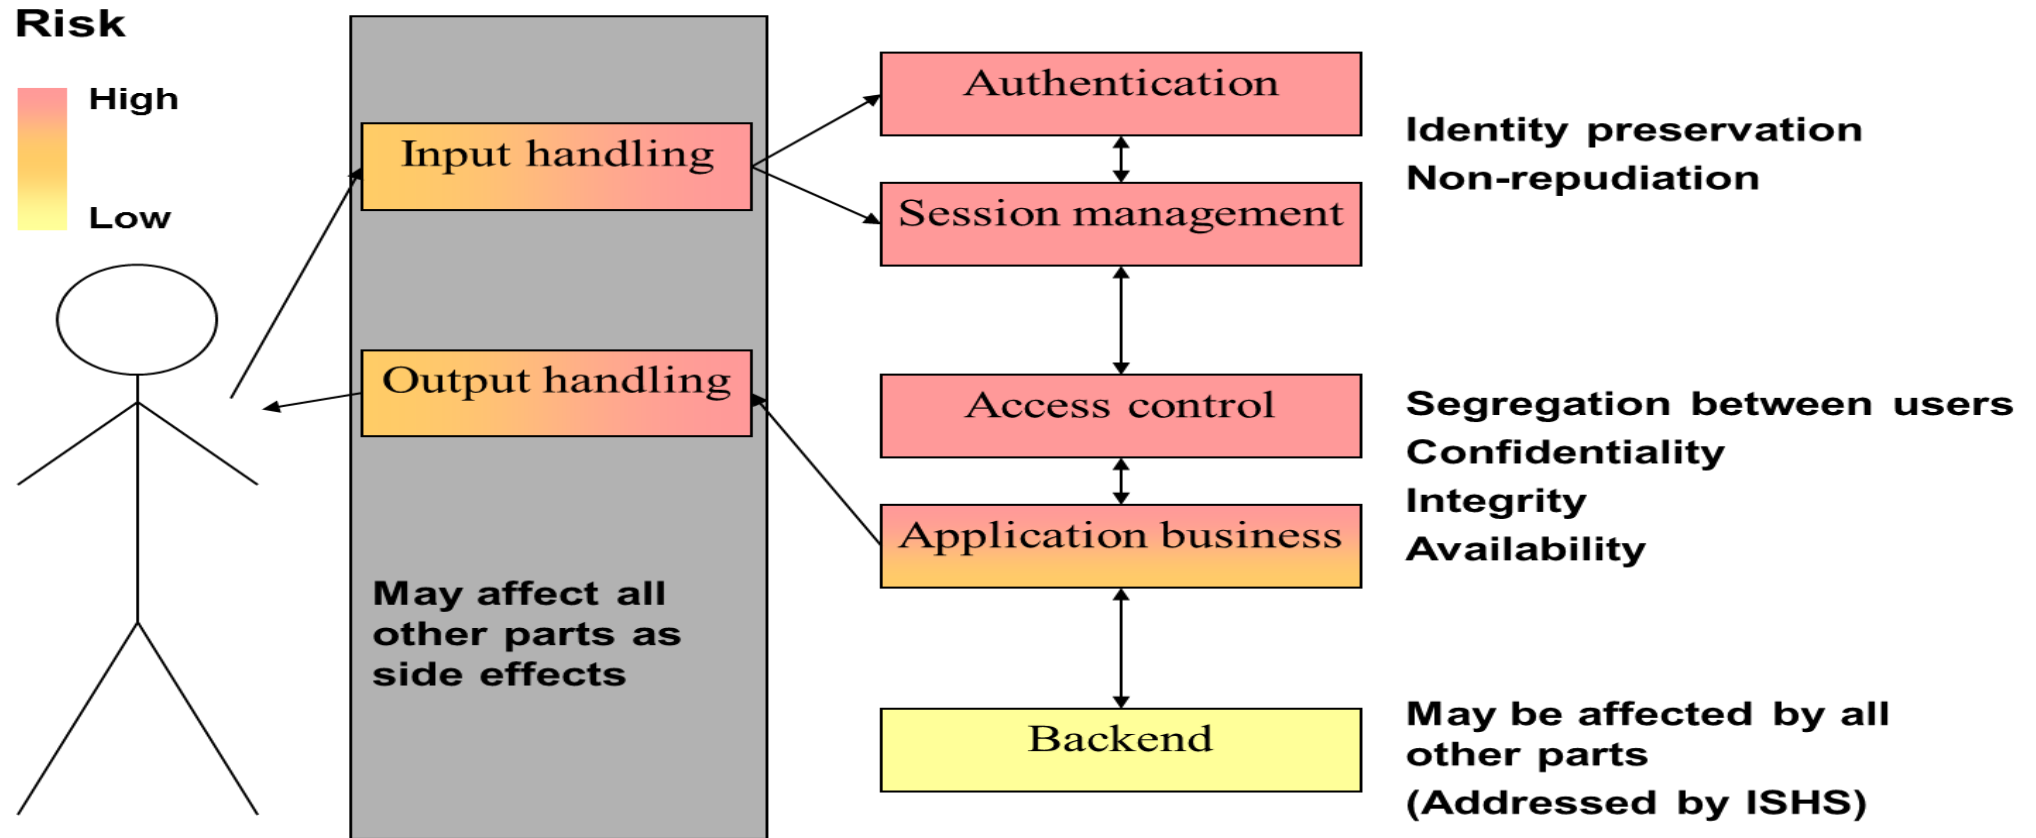 Risk
High
Low
Input handling
Output handling
May affect all
other parts as
side effects
Authentication
Session management
Access control
Application business
Backend
Identity preservation
Non-repudiation
Segregation between users
Confidentiality
Integrity
Availability
May be affected by all
other parts
(Addressed by ISHS)